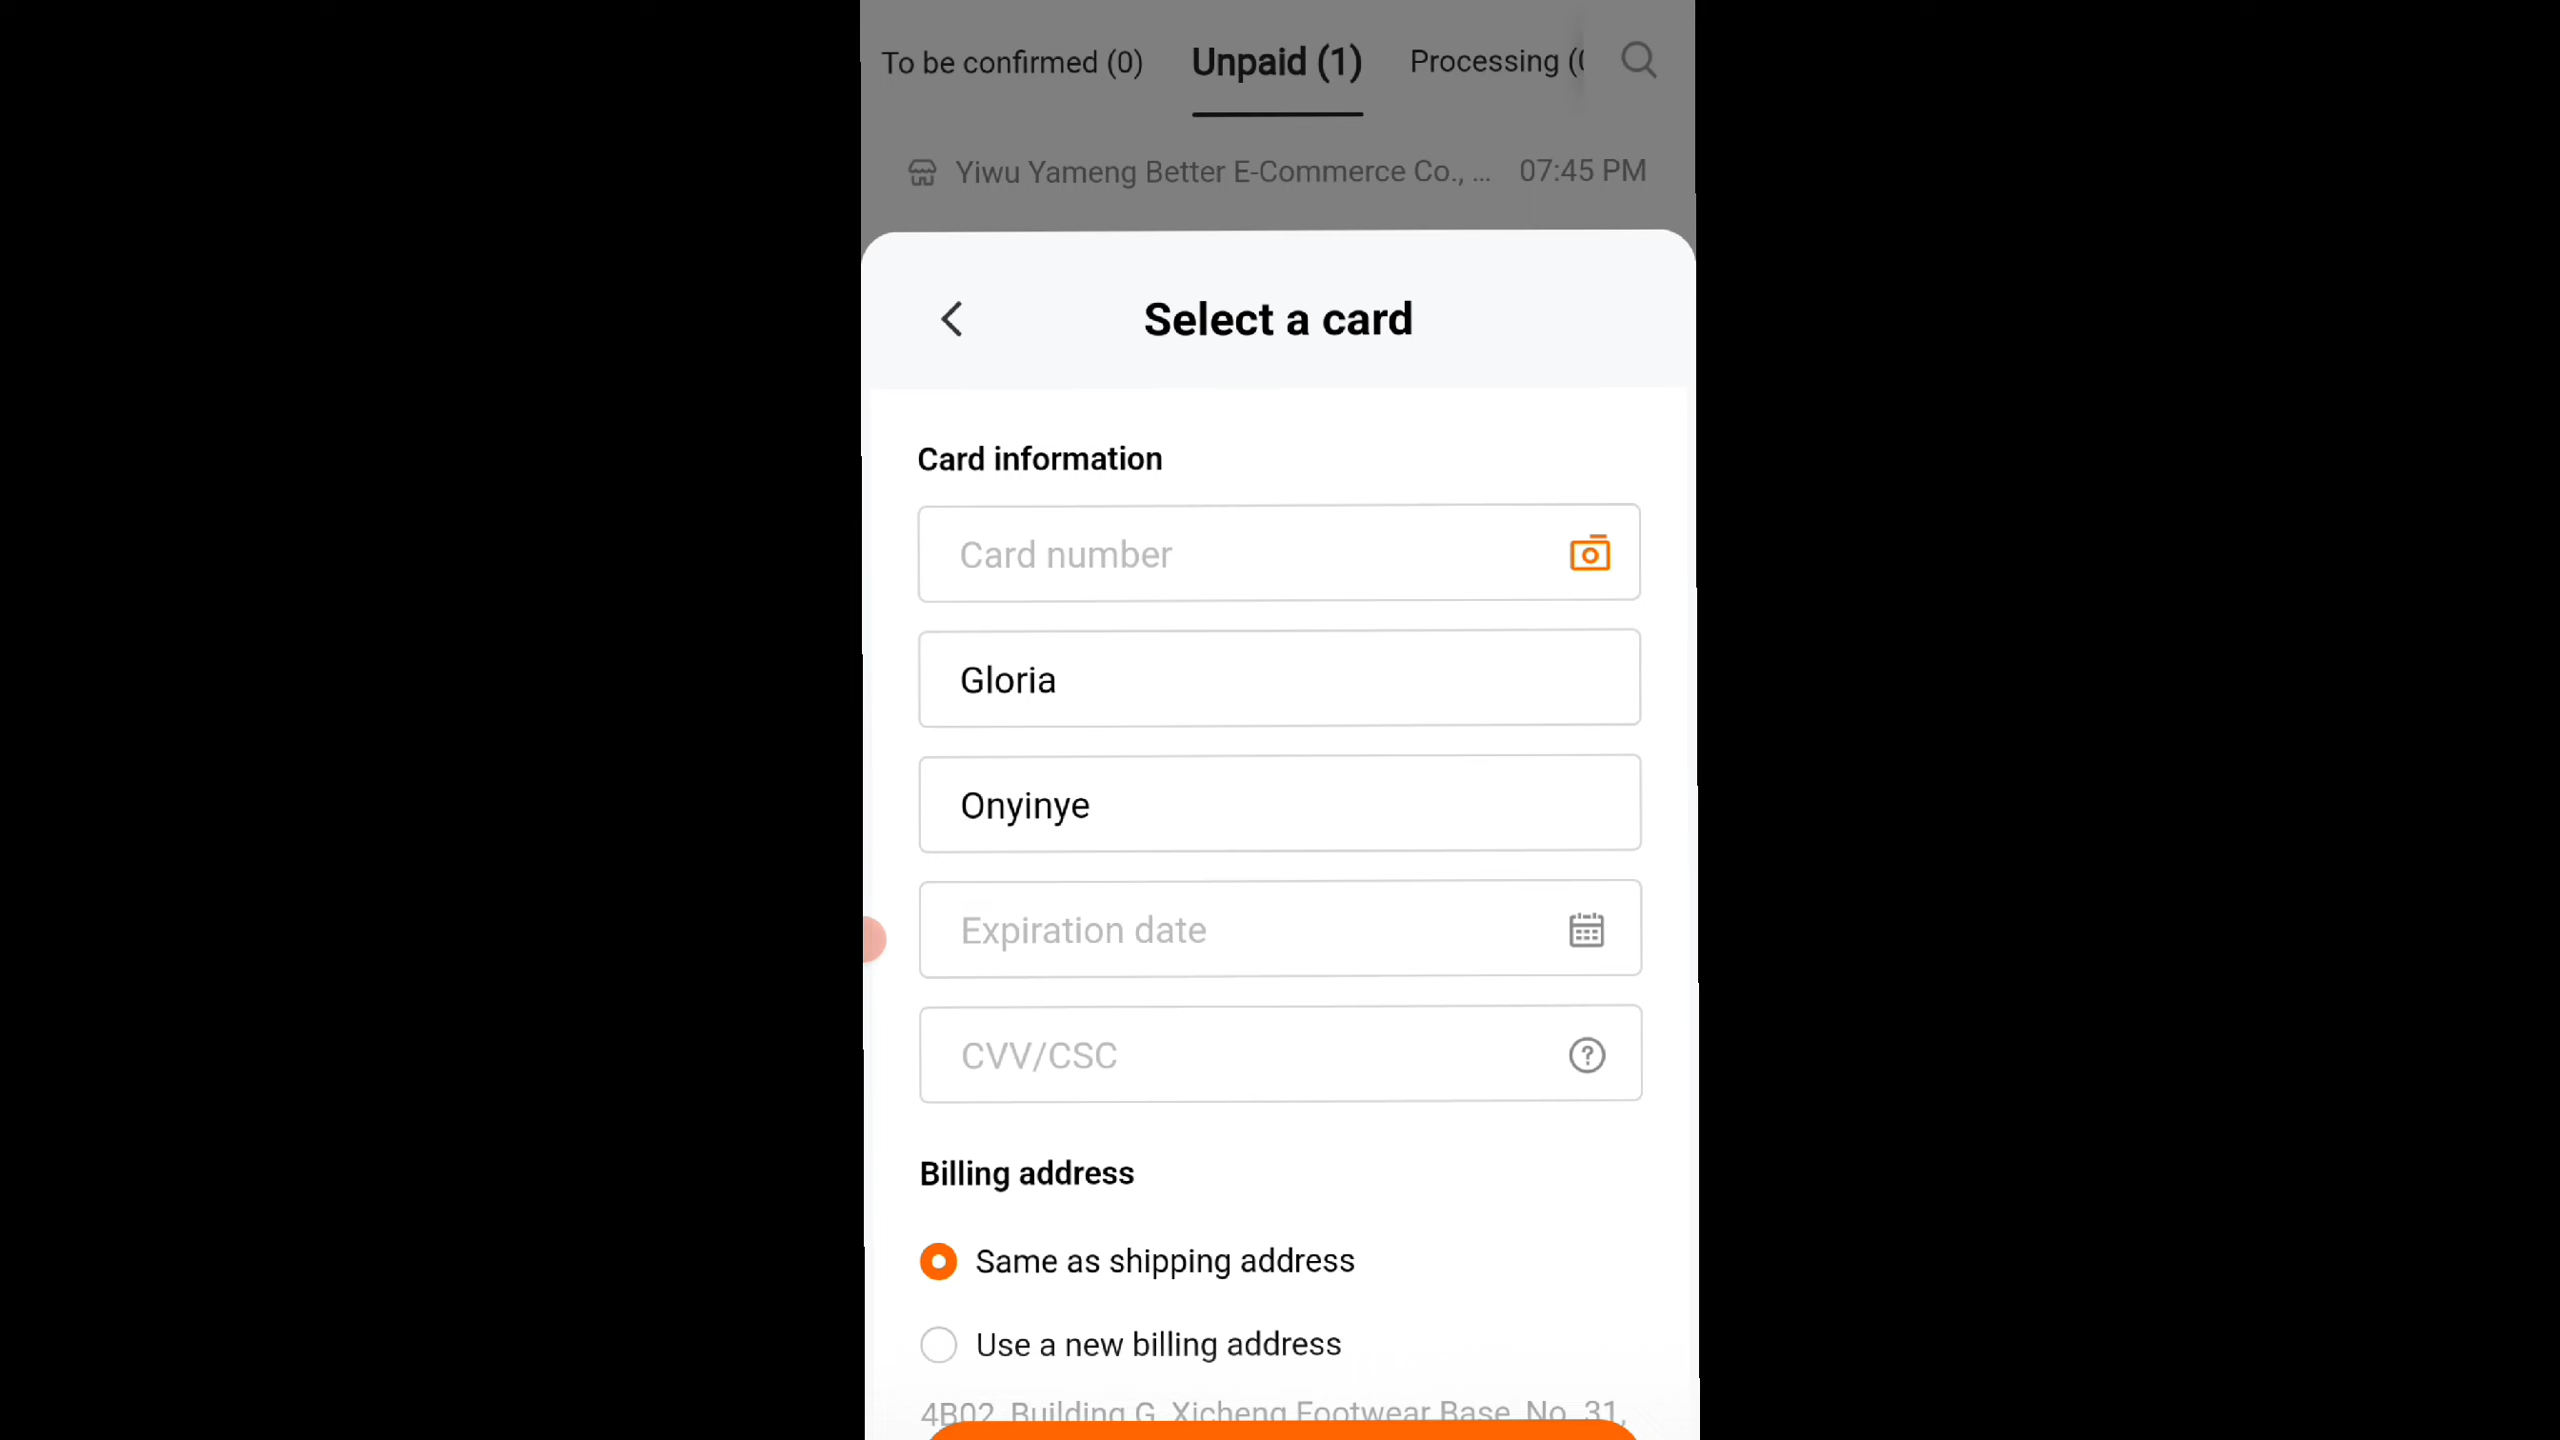 To be confirmed (0) Unpaid (1) Processing (
Yiwu Yameng Better E-Commerce Co., ... 07:45 PM
Select a card
Card information
Card number
Gloria
Onyinye
Expiration date
CVV/CSC
Billing address
Same as shipping address
Use a new billing address
4B02, Building G, Xicheng Footwear Base, No. 31,